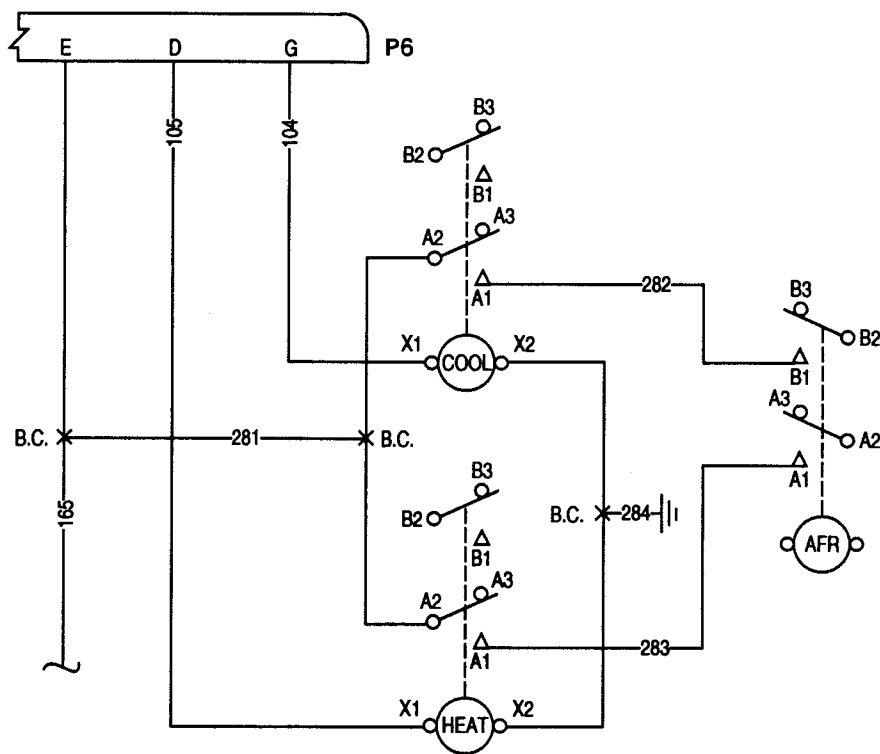 E D G P6
105
104
B3
B2
B1
A3
A2
A1
282
B3
B2
X1 COOL X2
B1
A3
B.C. 281 B.C.
A2
B3
A1
165
B2
B.C. 284
B1
AFR
A3
A2
A1
283
X1 HEAT X2